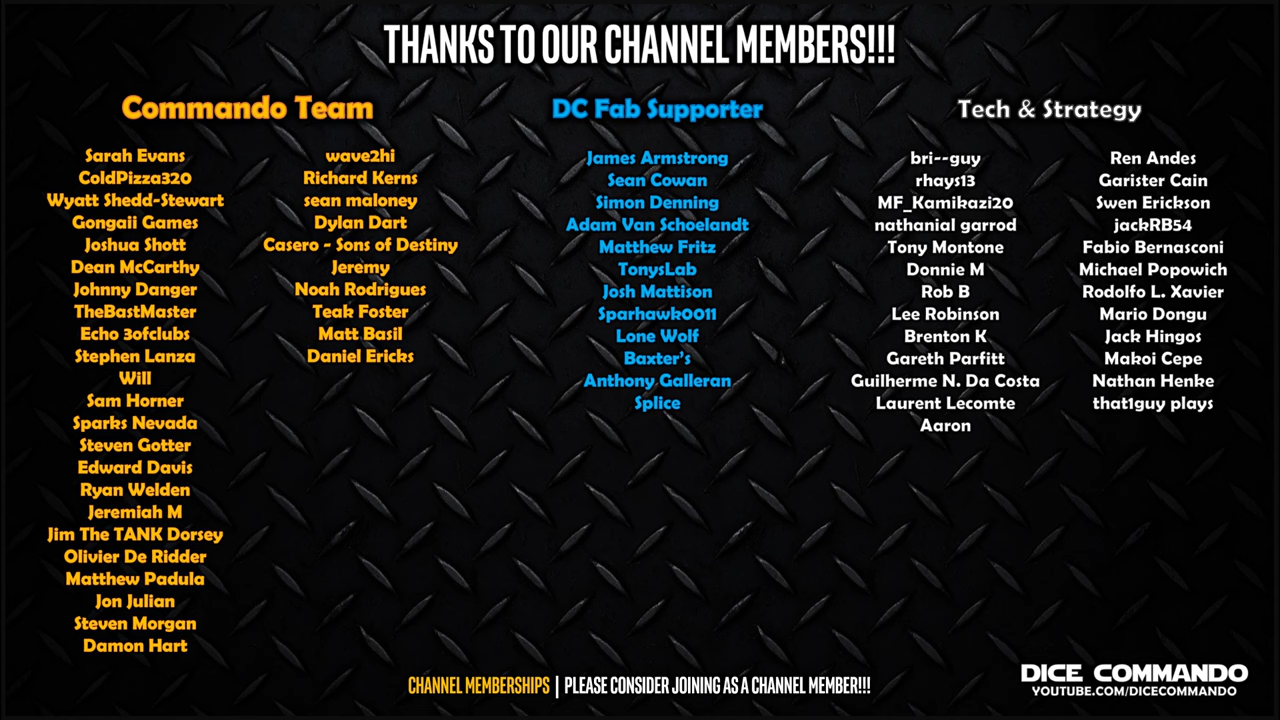 THANKS TO OUR CHANNEL MEMBERS!!!
Commando Team
Sarah Evans
ColdPizza320
Wyatt Shedd-Stewart
Gongaii Games
Joshua Shott
Dean McCarthy
Johnny Danger
TheBastMaster
Echo 3ofclubs
Stephen Lanza
Will
Sam Horner
Sparks Nevada
Steven Gotter
Edward Davis
Ryan Welden
Jeremiah M
Jim The TANK Dorsey
Olivier De Ridder
Matthew Padula
Jon Julian
Steven Morgan
Damon Hart
wave2hi
Richard Kerns
sean maloney
Dylan Dart
Casero - Sons of Destiny
Jeremy
Noah Rodrigues
Teak Foster
Matt Basil
Daniel Ericks
DC Fab Supporter
James Armstrong
Sean Cowan
Simon Denning
Adam Van Schoelandt
Matthew Fritz
TonysLab
Josh Mattison
Sparhawk0011
Lone Wolf
Baxter's
Anthony Galleran
Splice
Tech & Strategy
bri--guy
rhays13
MF_Kamikazi20
nathanial garrod
Tony Montone
Donnie M
Rob B
Lee Robinson
Brenton K
Gareth Parfitt
Guilherme N. Da Costa
Laurent Lecomte
Aaron
Ren Andes
Garister Cain
Swen Erickson
jackRB54
Fabio Bernasconi
Michael Popowich
Rodolfo L. Xavier
Mario Dongu
Jack Hingos
Makoi Cepe
Nathan Henke
that1guy plays
CHANNEL MEMBERSHIPS | PLEASE CONSIDER JOINING AS A CHANNEL MEMBER!!!
DICE COMMANDO
YOUTUBE.COM/DICECOMMANDO